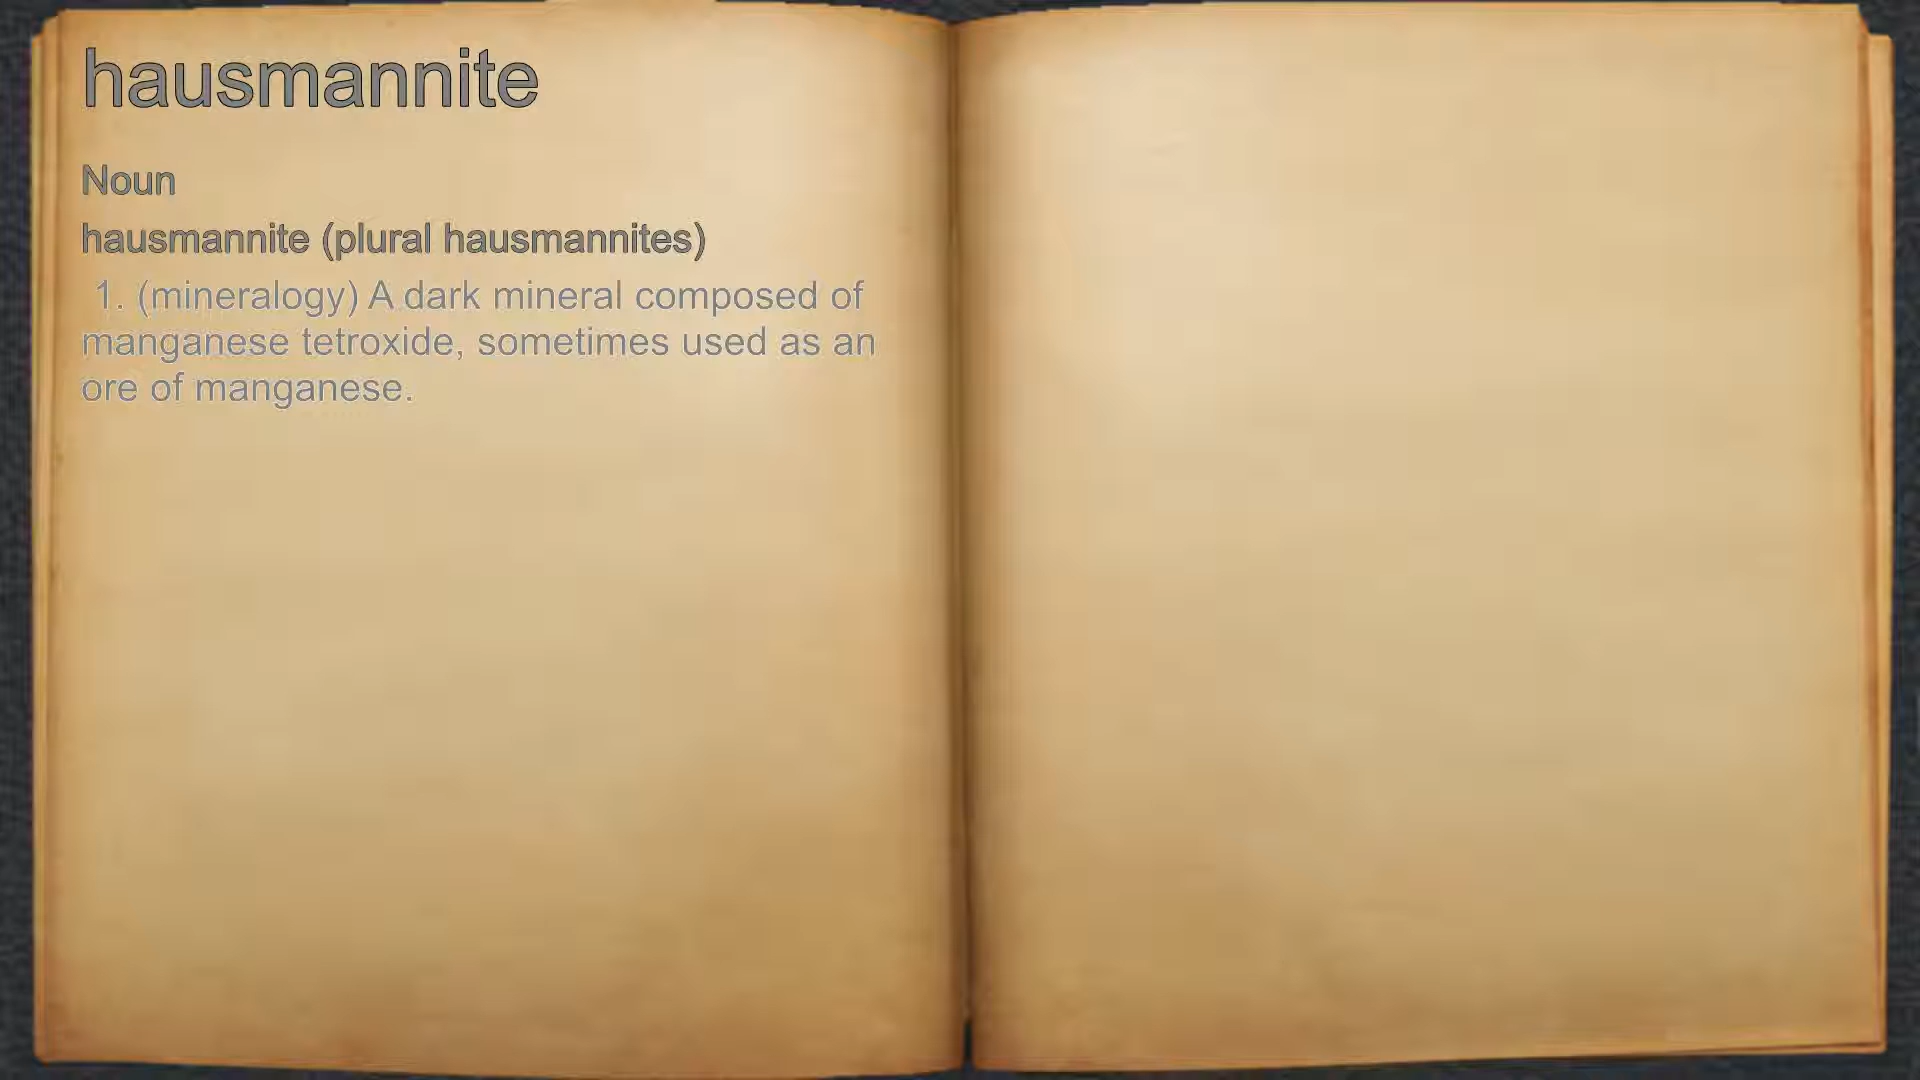 hausmannite
Noun
hausmannite (plural hausmannites)
1. (mineralogy) A dark mineral composed of
manganese tetroxide, sometimes used as an
ore of manganese.